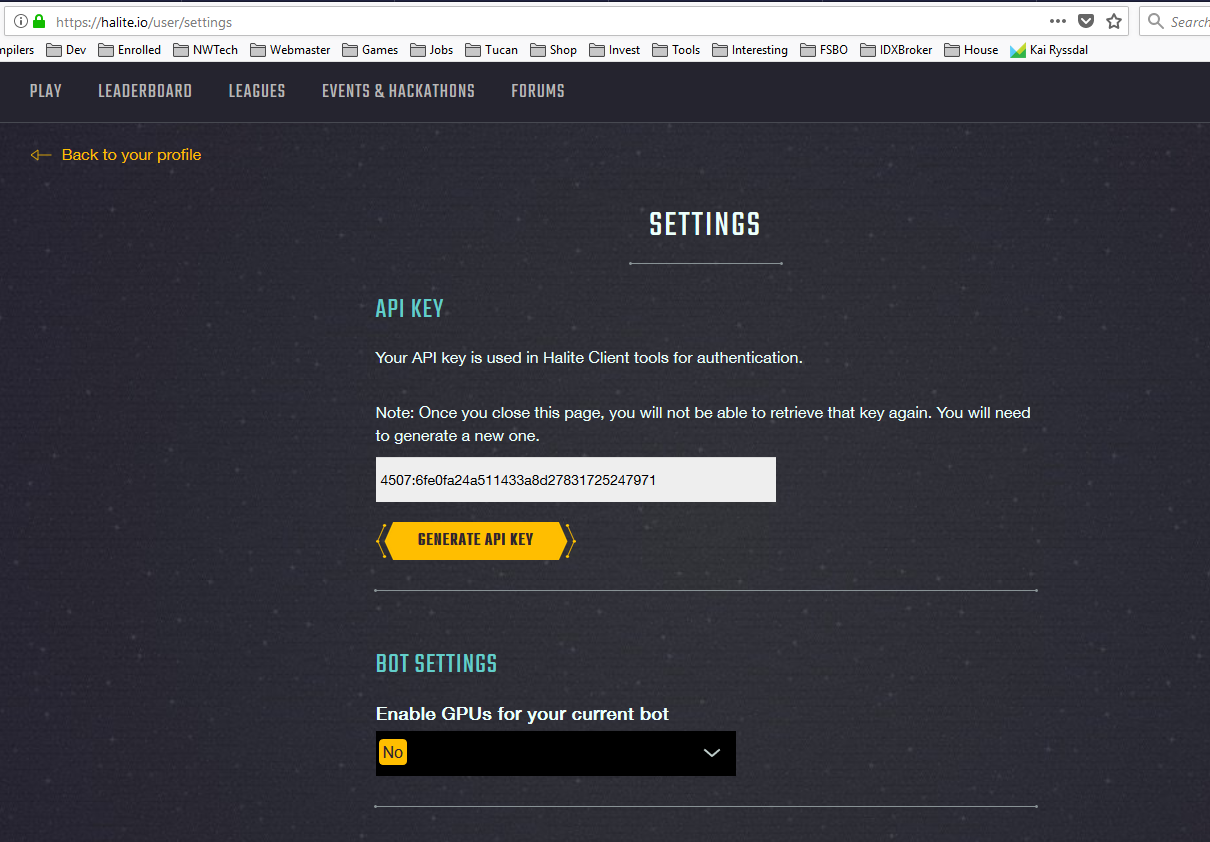 https://halite.io/user/settings
Search
mpilers Dev Enrolled NWTech Webmaster Games Jobs Tucan Shop Invest Tools Interesting FSBO IDXBroker House Kai Ryssdal
PLAY LEADERBOARD LEAGUES EVENTS & HACKATHONS FORUMS
Back to your profile
SETTINGS
API KEY
Your API key is used in Halite Client tools for authentication.
Note: Once you close this page, you will not be able to retrieve that key again. You will need
to generate a new one.
4507:6fe0fa24a511433a8d27831725247971
GENERATE API KEY
BOT SETTINGS
Enable GPUs for your current bot
No